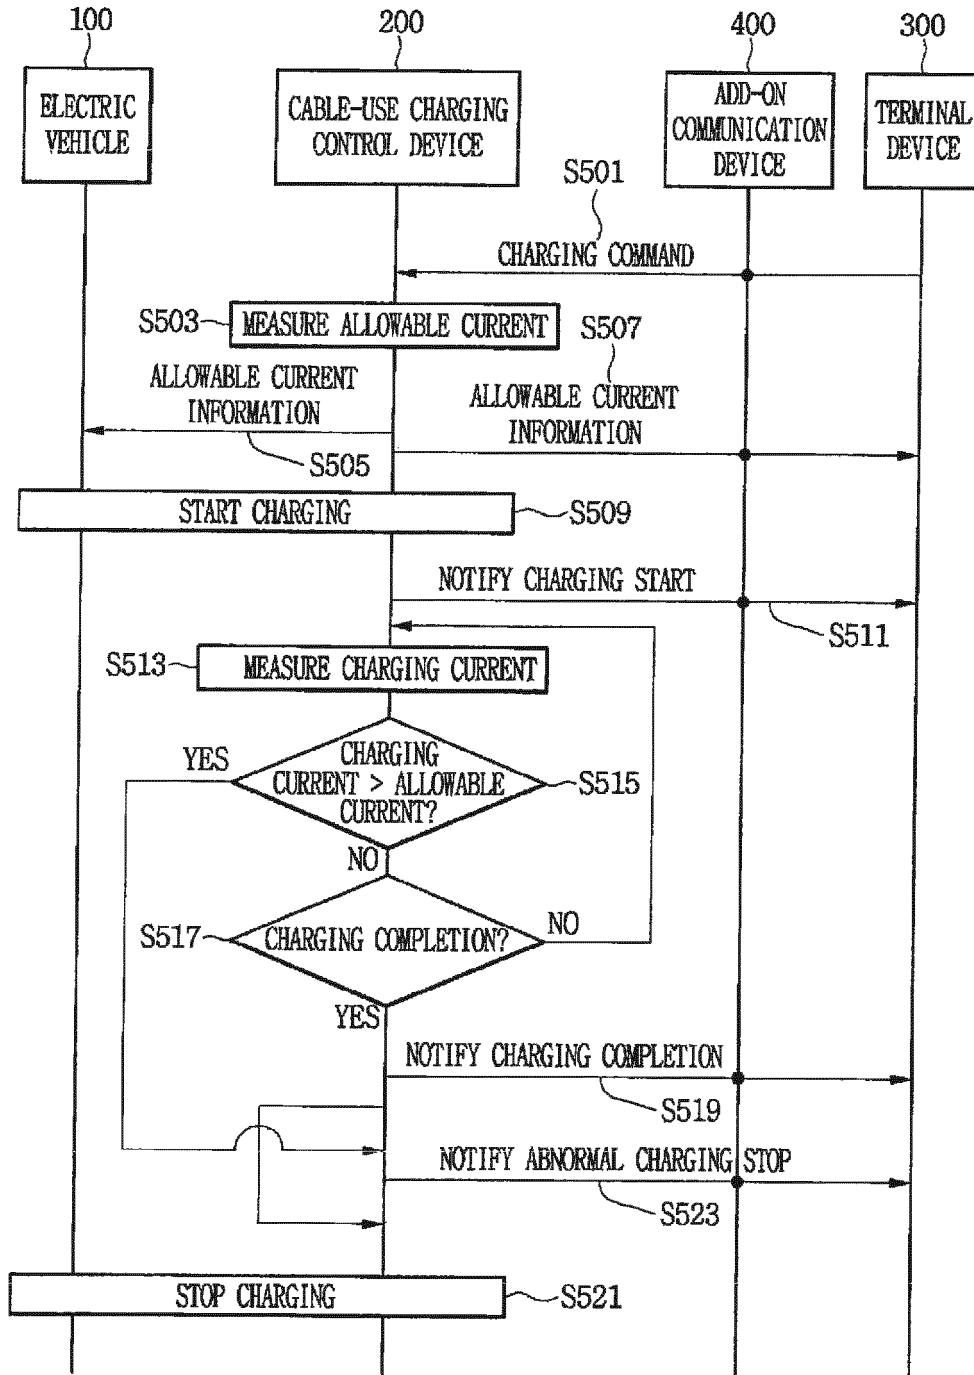 100
200
400
300
ELECTRIC
VEHICLE
CABLE-USE CHARGING
CONTROL DEVICE
ADD-ON
COMMUNICATION
DEVICE
TERMINAL
DEVICE
S501
CHARGING COMMAND
S503
MEASURE ALLOWABLE CURRENT
S507
ALLOWABLE CURRENT
INFORMATION
ALLOWABLE CURRENT
INFORMATION
S505
START CHARGING
S509
NOTIFY CHARGING START
S511
S513
MEASURE CHARGING CURRENT
YES
CHARGING
CURRENT > ALLOWABLE
CURRENT?
S515
NO
S517
CHARGING COMPLETION?
NO
YES
NOTIFY CHARGING COMPLETION
S519
NOTIFY ABNORMAL CHARGING STOP
S523
STOP CHARGING
S521